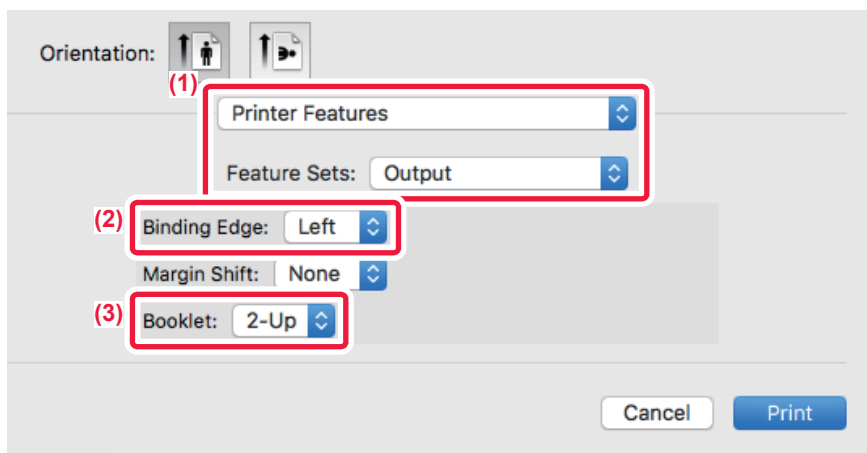 Orientation:
(1)
Printer Features
Feature Sets: Output
(2) Binding Edge: Left
Margin Shift: None
(3) Booklet: 2-Up
Cancel Print